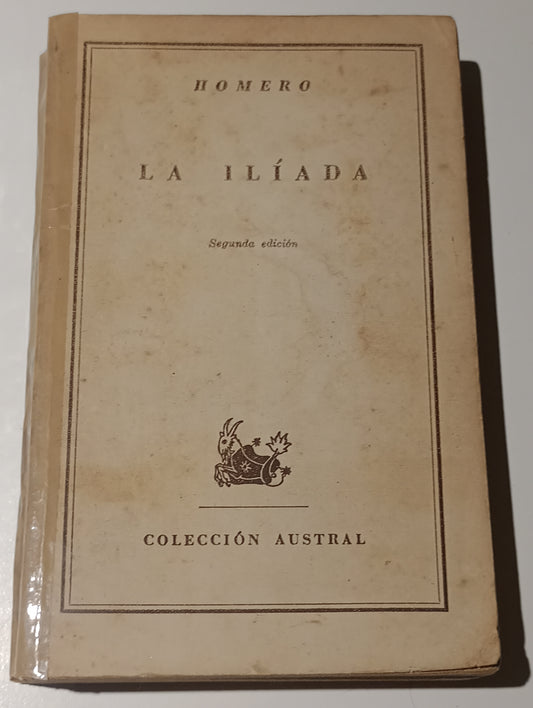 HOMERO
LA ILÍADA
Segunda edición
COLECCIÓN AUSTRAL